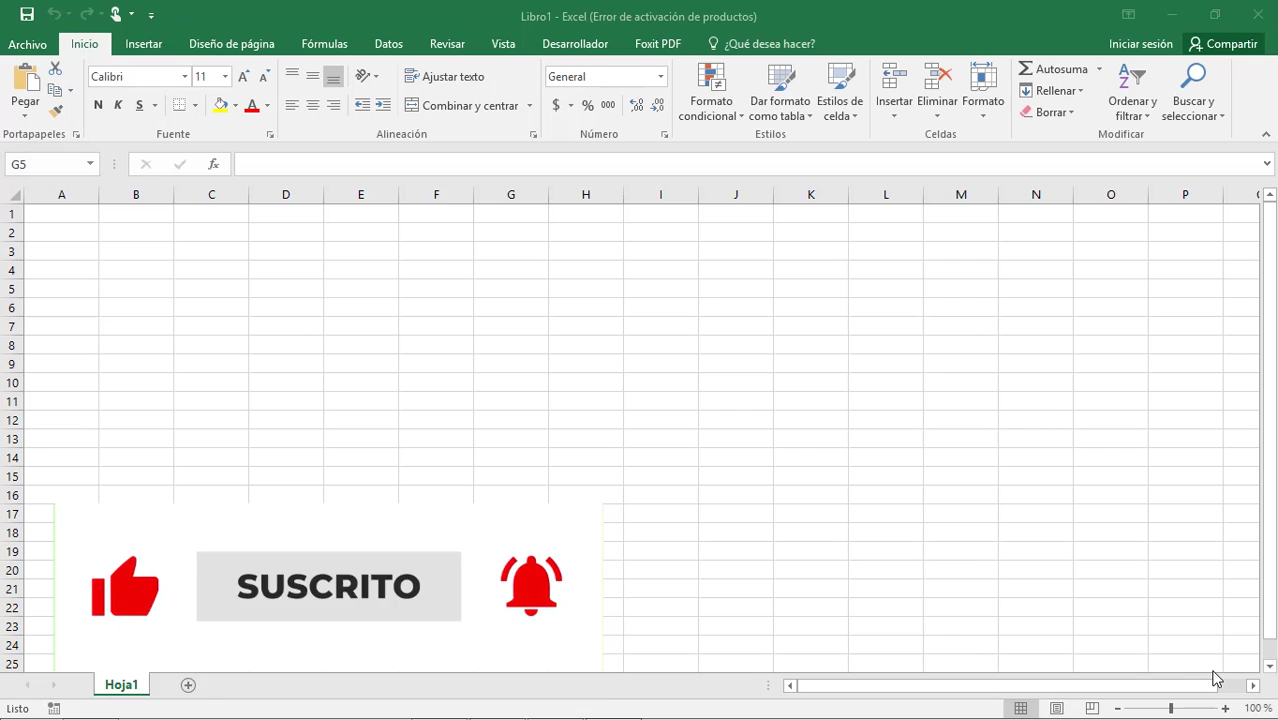 Libro1 - Excel (Error de activación de productos)
Archivo Inicio Insertar Diseño de página Fórmulas Datos Revisar Vista Desarrollador Foxit PDF ¿Qué desea hacer? Iniciar sesión Compartir
Pegar
Portapapeles
Calibri 11
N K S
Fuente
Ajustar texto
Combinar y centrar
Alineación
General
$ % 000
Número
Formato condicional
Dar formato como tabla
Estilos de celda
Estilos
Insertar Eliminar Formato
Celdas
Autosuma
Rellenar
Borrar
Ordenar y filtrar
Buscar y seleccionar
Modificar
G5 fx
A B C D E F G H I J K L M N O P
1
2
3
4
5
6
7
8
9
10
11
12
13
14
15
16
17
18
19
20
21
22
23
24
25
SUSCRITO
Hoja1
Listo 100 %